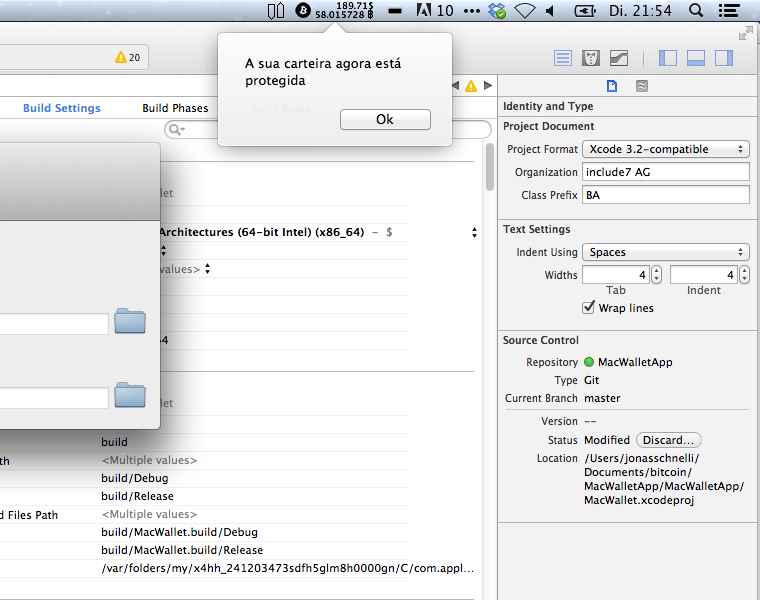 189.71$
58.015728 ฿
10
Di. 21:54
20
A sua carteira agora está
protegida
Ok
Build Settings
Build Phases
Architectures (64-bit Intel) (x86_64) – $
values>
build
<Multiple values>
build/Debug
build/Release
d Files Path
<Multiple values>
build/MacWallet.build/Debug
build/MacWallet.build/Release
/var/folders/my/x4hh_241203473sdfh5glm8h0000gn/C/com.appl...
Identity and Type
Project Document
Project Format Xcode 3.2-compatible
Organization include7 AG
Class Prefix BA
Text Settings
Indent Using Spaces
Widths 4 4
Tab Indent
Wrap lines
Source Control
Repository MacWalletApp
Type Git
Current Branch master
Version --
Status Modified Discard...
Location /Users/jonasschnelli/
Documents/bitcoin/
MacWalletApp/MacWalletApp/
MacWallet.xcodeproj